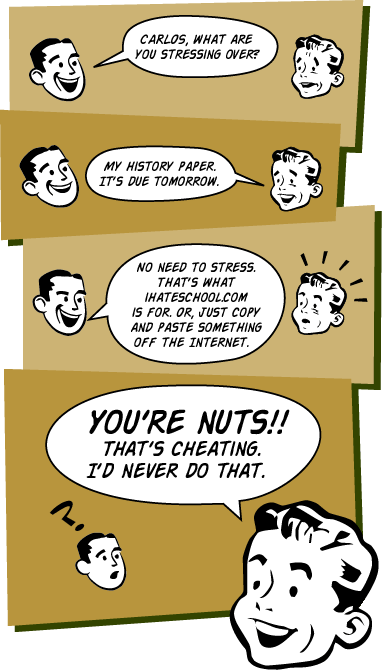 CARLOS, WHAT ARE
YOU STRESSING OVER?
MY HISTORY PAPER.
IT'S DUE TOMORROW.
NO NEED TO STRESS.
THAT'S WHAT
IHATESCHOOL.COM
IS FOR. OR, JUST COPY
AND PASTE SOMETHING
OFF THE INTERNET.
YOU'RE NUTS!!
THAT'S CHEATING.
I'D NEVER DO THAT.
?